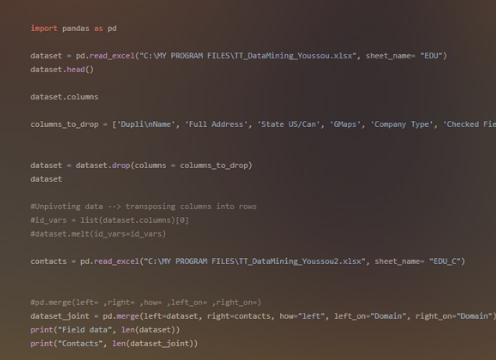 import pandas as pd
dataset = pd.read_excel("C:\MY PROGRAM FILES\TT_DataMining_Youssou.xlsx", sheet_name= "EDU")
dataset.head()
dataset.columns
columns_to_drop = ['Dupli\nName', 'Full Address', 'State US/Can', 'GMaps', 'Company Type', 'Checked Fie
dataset = dataset.drop(columns = columns_to_drop)
dataset
#Unpivoting data --> transposing columns into rows
#id_vars = list(dataset.columns)[0]
#dataset.melt(id_vars=id_vars)
contacts = pd.read_excel("C:\MY PROGRAM FILES\TT_DataMining_Youssou2.xlsx", sheet_name= "EDU_C")
#pd.merge(left= ,right= ,how= ,left_on= ,right_on=)
dataset_joint = pd.merge(left=dataset, right=contacts, how="left", left_on="Domain", right_on="Domain")
print("Field data", len(dataset))
print("Contacts", len(dataset_joint))